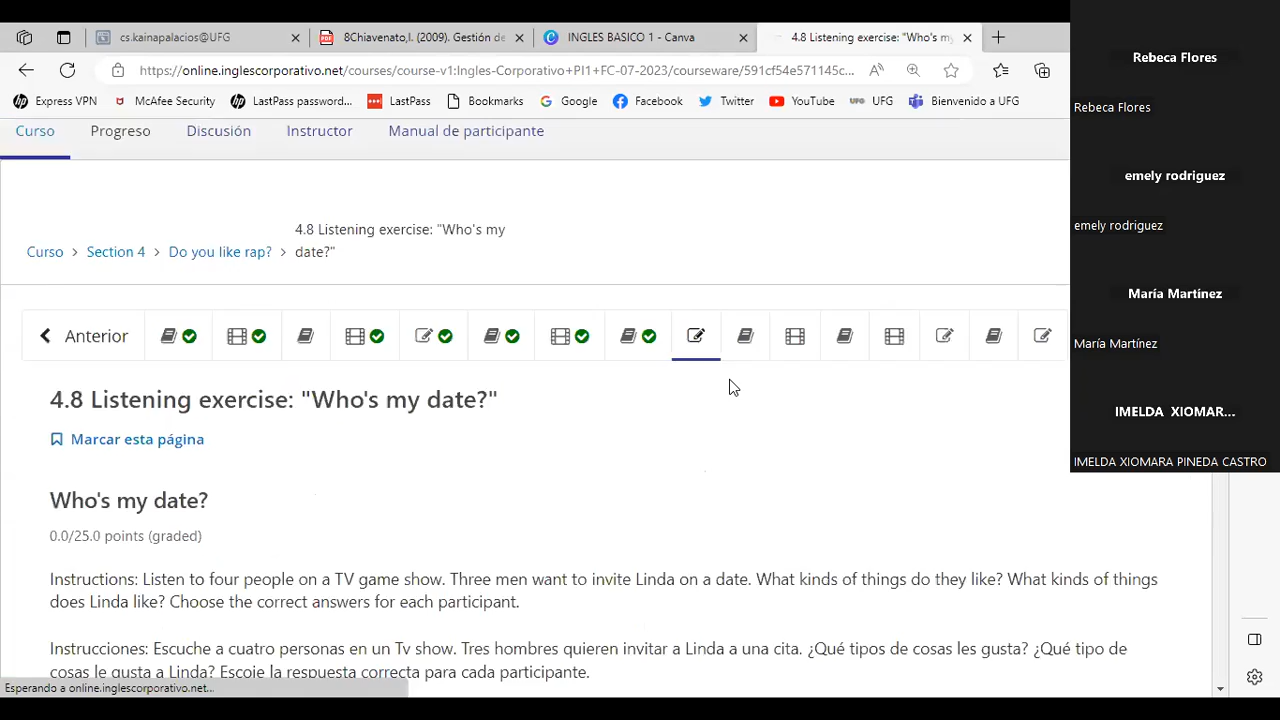 cs.kainapalacios@UFG
8Chiavenato,I. (2009). Gestión de
INGLES BASICO 1 - Canva
4.8 Listening exercise: "Who's my
https://online.inglescorporativo.net/courses/course-v1:Ingles-Corporativo+PI1+FC-07-2023/courseware/591cf54e571145c...
Express VPN
McAfee Security
LastPass password...
LastPass
Bookmarks
Google
Facebook
Twitter
YouTube
UFG
Bienvenido a UFG
Curso
Progreso
Discusión
Instructor
Manual de participante
Curso > Section 4 > Do you like rap? > 4.8 Listening exercise: "Who's my
date?"
Anterior
4.8 Listening exercise: "Who's my date?"
Marcar esta página
Who's my date?
0.0/25.0 points (graded)
Instructions: Listen to four people on a TV game show. Three men want to invite Linda on a date. What kinds of things do they like? What kinds of things
does Linda like? Choose the correct answers for each participant.
Instrucciones: Escuche a cuatro personas en un Tv show. Tres hombres quieren invitar a Linda a una cita. ¿Qué tipos de cosas les gusta? ¿Qué tipo de
cosas le gusta a Linda? Escoje la respuesta correcta para cada participante.
Esperando a online.inglescorporativo.net...
Rebeca Flores
Rebeca Flores
emely rodriguez
emely rodriguez
María Martínez
María Martínez
IMELDA XIOMAR...
IMELDA XIOMARA PINEDA CASTRO